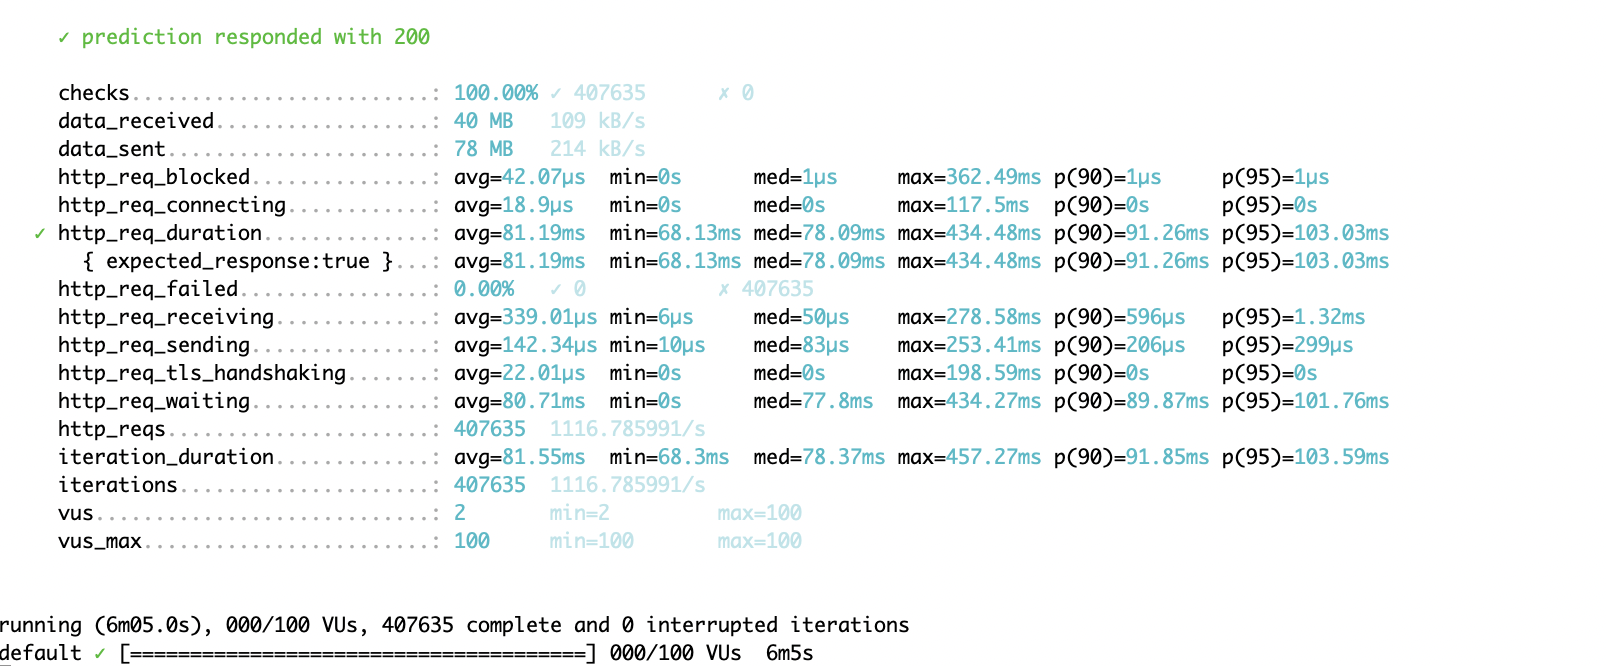 ✓ prediction responded with 200
checks.........................: 100.00% ✓ 407635      ✗ 0
data_received..................: 40 MB   109 kB/s
data_sent......................: 78 MB   214 kB/s
http_req_blocked...............: avg=42.07µs  min=0s      med=1µs     max=362.49ms p(90)=1µs     p(95)=1µs
http_req_connecting............: avg=18.9µs   min=0s      med=0s      max=117.5ms  p(90)=0s      p(95)=0s
✓ http_req_duration..............: avg=81.19ms  min=68.13ms med=78.09ms max=434.48ms p(90)=91.26ms p(95)=103.03ms
{ expected_response:true }...: avg=81.19ms  min=68.13ms med=78.09ms max=434.48ms p(90)=91.26ms p(95)=103.03ms
http_req_failed................: 0.00%   ✓ 0           ✗ 407635
http_req_receiving.............: avg=339.01µs min=6µs     med=50µs    max=278.58ms p(90)=596µs   p(95)=1.32ms
http_req_sending...............: avg=142.34µs min=10µs    med=83µs    max=253.41ms p(90)=206µs   p(95)=299µs
http_req_tls_handshaking.......: avg=22.01µs  min=0s      med=0s      max=198.59ms p(90)=0s      p(95)=0s
http_req_waiting...............: avg=80.71ms  min=0s      med=77.8ms  max=434.27ms p(90)=89.87ms p(95)=101.76ms
http_reqs......................: 407635  1116.785991/s
iteration_duration.............: avg=81.55ms  min=68.3ms  med=78.37ms max=457.27ms p(90)=91.85ms p(95)=103.59ms
iterations.....................: 407635  1116.785991/s
vus............................: 2       min=2         max=100
vus_max........................: 100     min=100       max=100
running (6m05.0s), 000/100 VUs, 407635 complete and 0 interrupted iterations
default ✓ [======================================] 000/100 VUs  6m5s